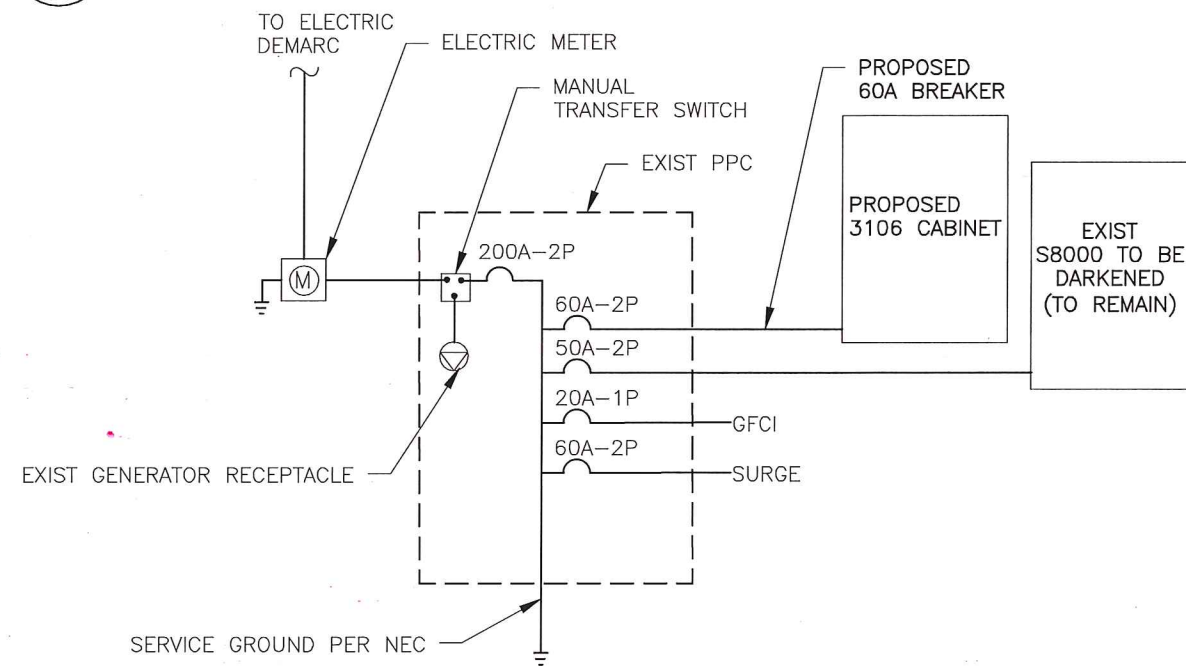 TO ELECTRIC
DEMARC
ELECTRIC METER
MANUAL
TRANSFER SWITCH
EXIST PPC
PROPOSED
60A BREAKER
PROPOSED
3106 CABINET
EXIST
S8000 TO BE
DARKENED
(TO REMAIN)
M
200A-2P
60A-2P
50A-2P
20A-1P
GFCI
60A-2P
SURGE
EXIST GENERATOR RECEPTACLE
SERVICE GROUND PER NEC